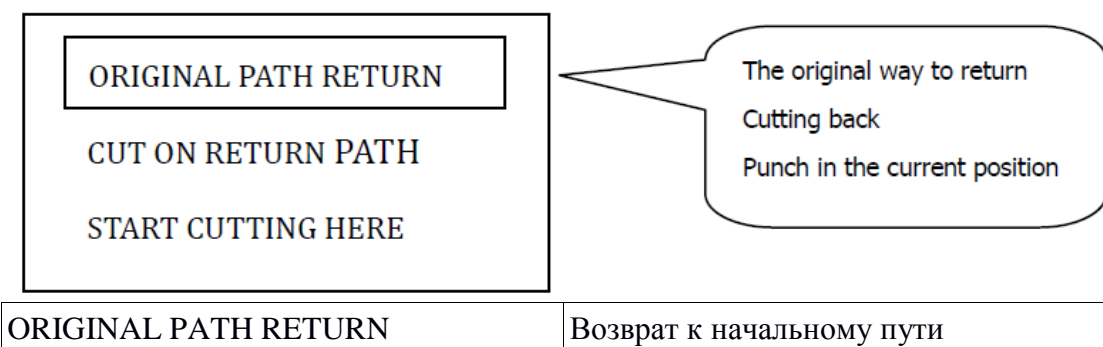 ORIGINAL PATH RETURN
CUT ON RETURN PATH
START CUTTING HERE
The original way to return
Cutting back
Punch in the current position
ORIGINAL PATH RETURN Возврат к начальному пути